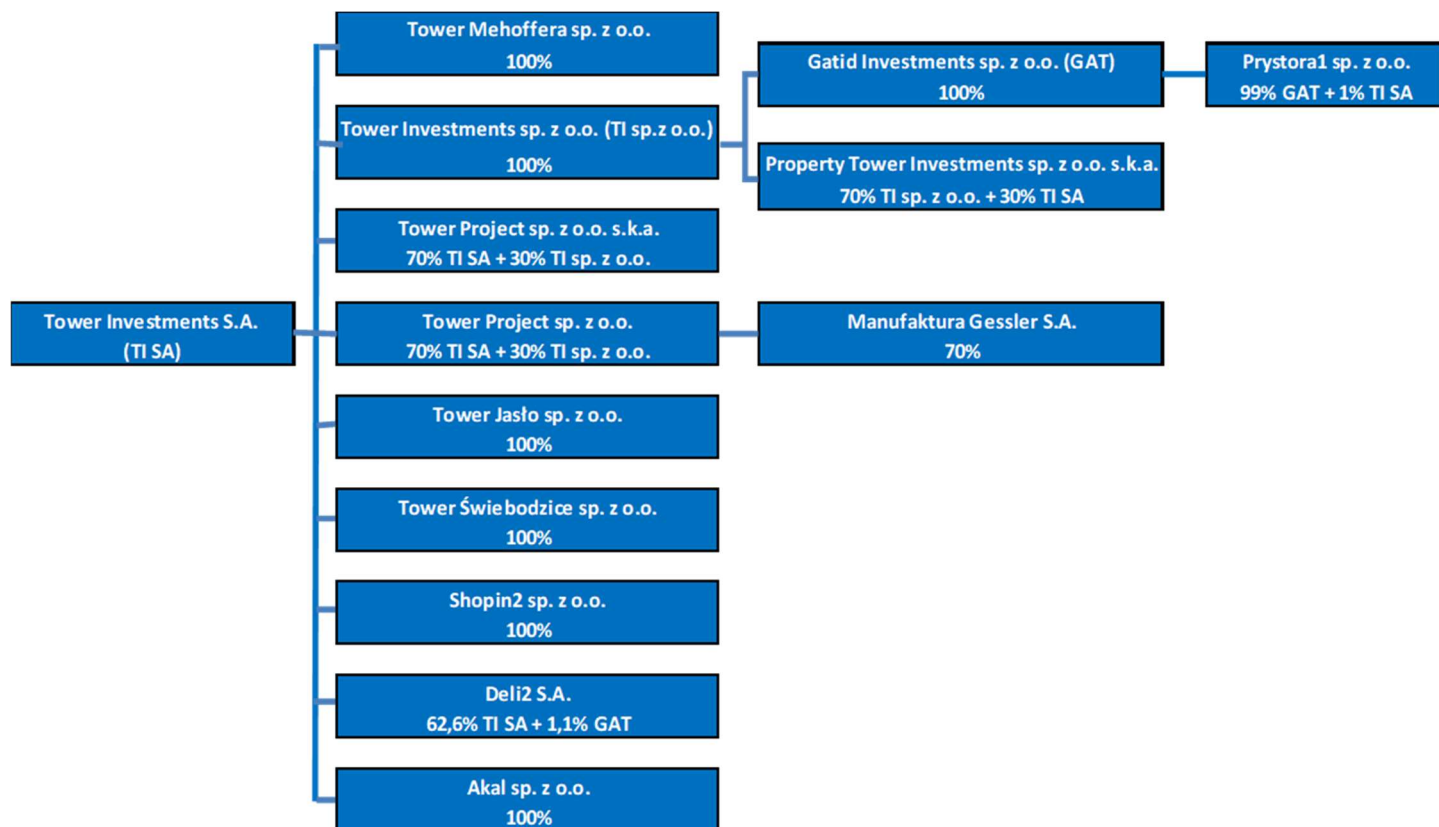 Tower Mehoffera sp. z o.o.
100%
Gatid Investments sp. z o.o. (GAT)
100%
Prystora1 sp. z o.o.
99% GAT + 1% TI SA
Tower Investments sp. z o.o. (TI sp.z o.o.)
100%
Property Tower Investments sp. z o.o. s.k.a.
70% TI sp. z o.o. + 30% TI SA
Tower Project sp. z o.o. s.k.a.
70% TI SA + 30% TI sp. z o.o.
Tower Investments S.A.
(TI SA)
Tower Project sp. z o.o.
70% TI SA + 30% TI sp. z o.o.
Manufaktura Gessler S.A.
70%
Tower Jasło sp. z o.o.
100%
Tower Świebodzice sp. z o.o.
100%
Shopin2 sp. z o.o.
100%
Deli2 S.A.
62,6% TI SA + 1,1% GAT
Akal sp. z o.o.
100%